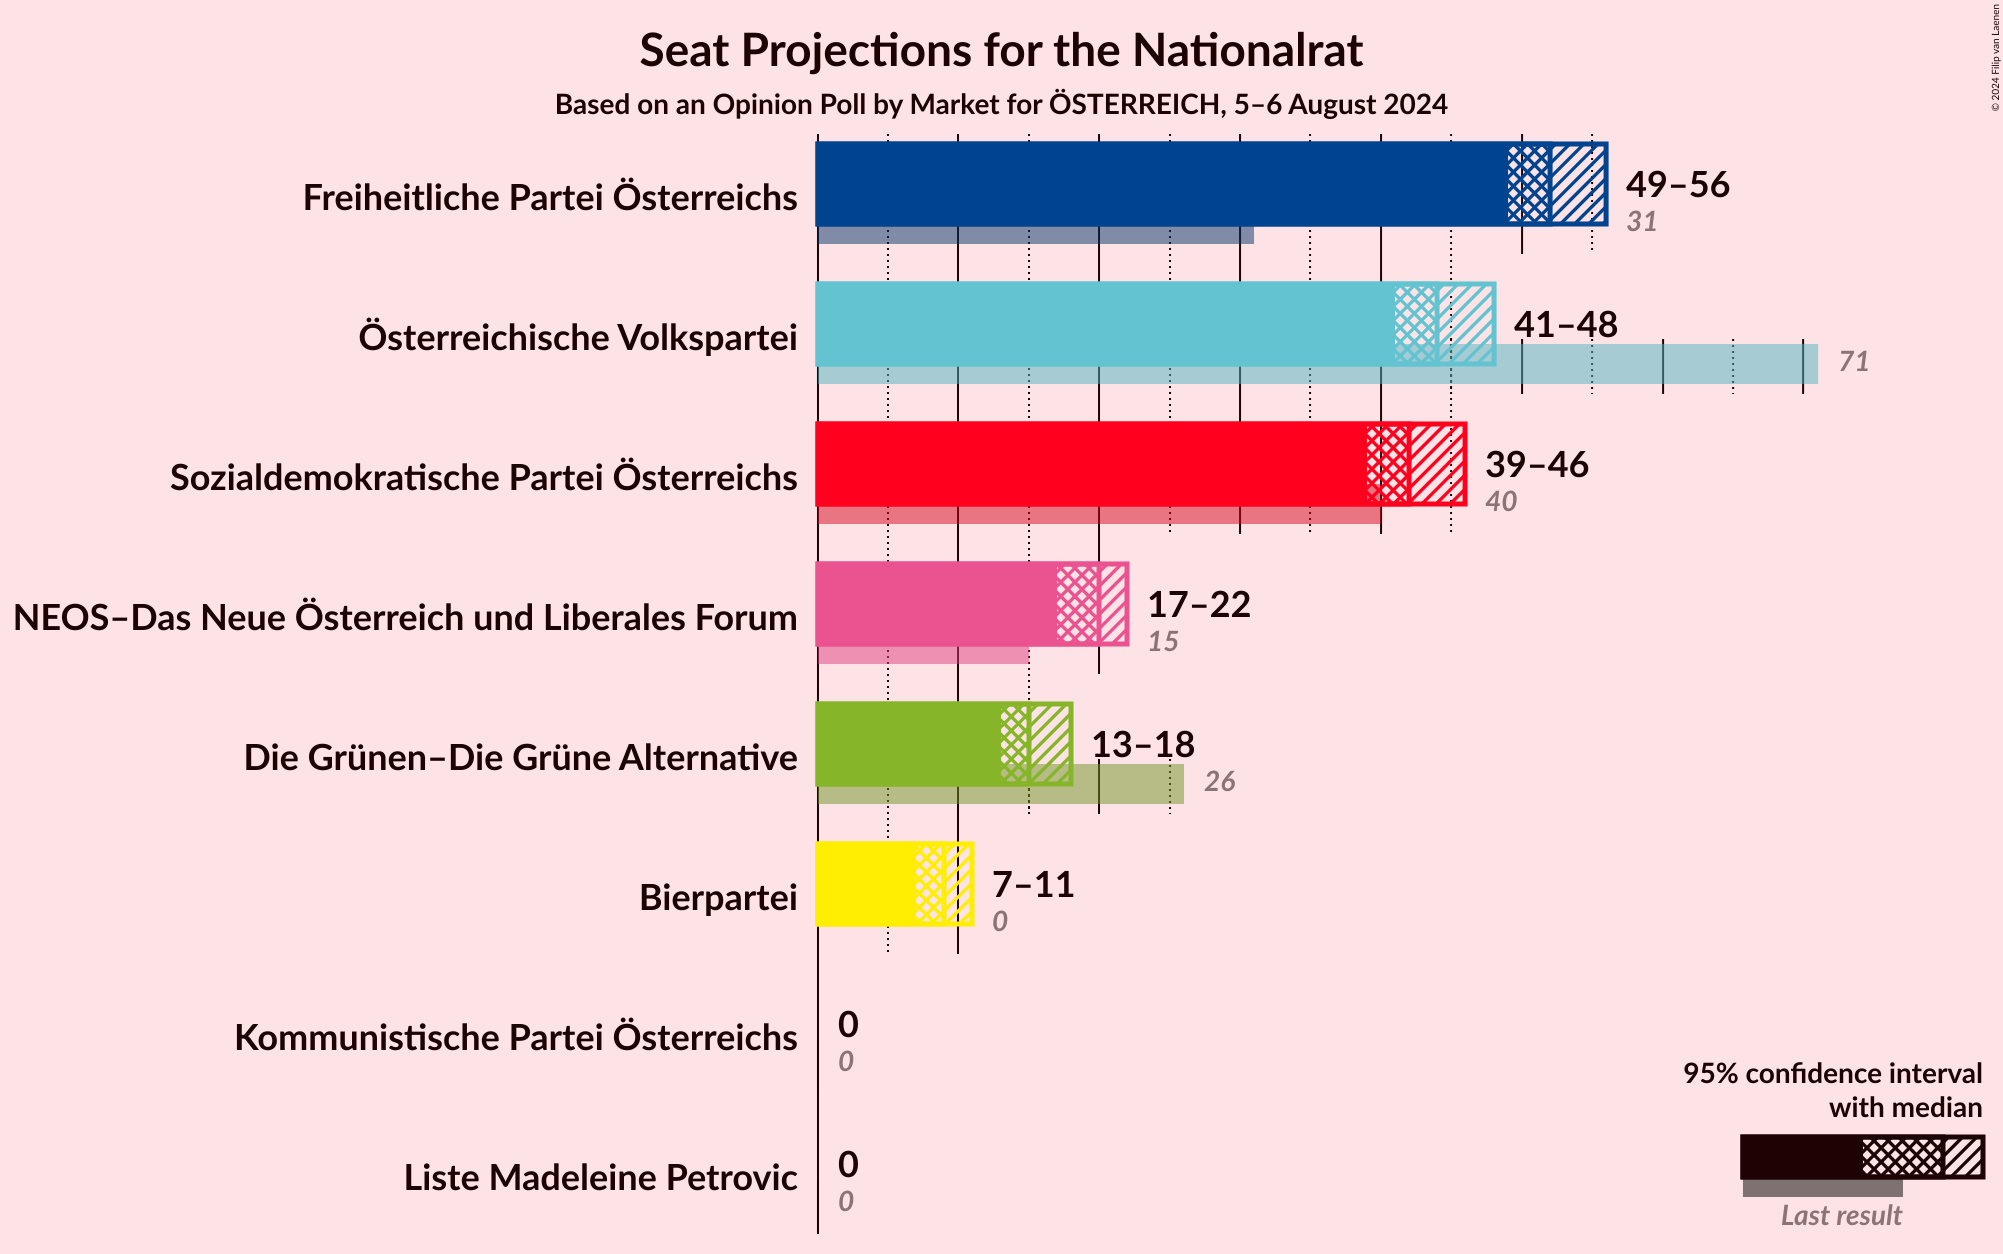 Seat Projections for the Nationalrat
Based on an Opinion Poll by Market for ÖSTERREICH, 5–6 August 2024
© 2024 Filip van Laenen
Freiheitliche Partei Österreichs
49–56
31
Österreichische Volkspartei
41–48
71
Sozialdemokratische Partei Österreichs
39–46
40
NEOS–Das Neue Österreich und Liberales Forum
17–22
15
Die Grünen–Die Grüne Alternative
13–18
26
Bierpartei
7–11
0
Kommunistische Partei Österreichs
0
0
Liste Madeleine Petrovic
0
0
95% confidence interval
with median
Last result